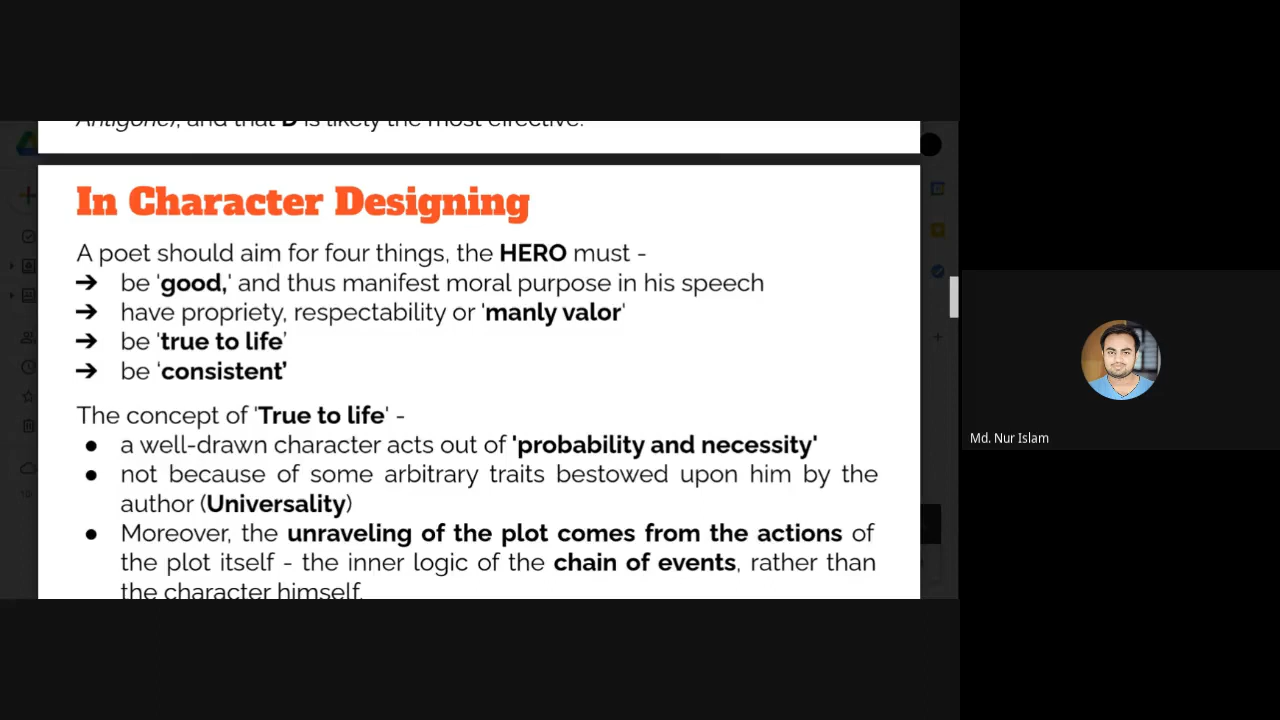 Antigone), and that D is likely the most effective.
In Character Designing
A poet should aim for four things, the HERO must -
➔ be 'good,' and thus manifest moral purpose in his speech
➔ have propriety, respectability or 'manly valor'
➔ be 'true to life'
➔ be 'consistent'
The concept of 'True to life' -
● a well-drawn character acts out of 'probability and necessity'
● not because of some arbitrary traits bestowed upon him by the
author (Universality)
● Moreover, the unraveling of the plot comes from the actions of
the plot itself - the inner logic of the chain of events, rather than
the character himself.
Md. Nur Islam